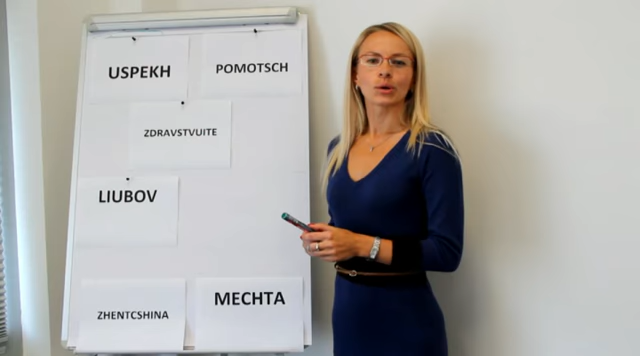 USPEKH
POMOTSCH
ZDRAVSTVUITE
LIUBOV
ZHENTCSHINA
MECHTA